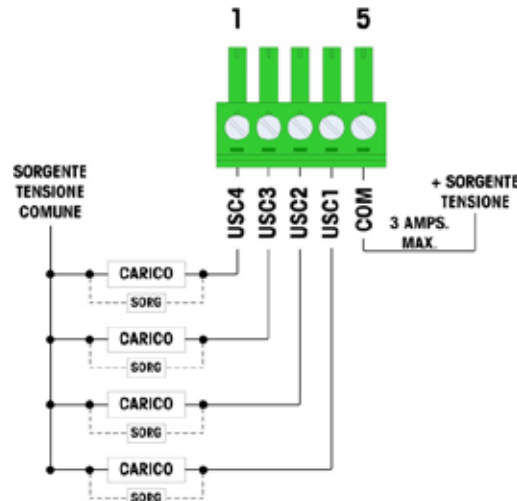 1 5
SORGENTE
TENSIONE
COMUNE
USC4
USC3
USC2
USC1
COM
+ SORGENTE
TENSIONE
3 AMPS.
MAX.
CARICO
SORG
CARICO
SORG
CARICO
SORG
CARICO
SORG